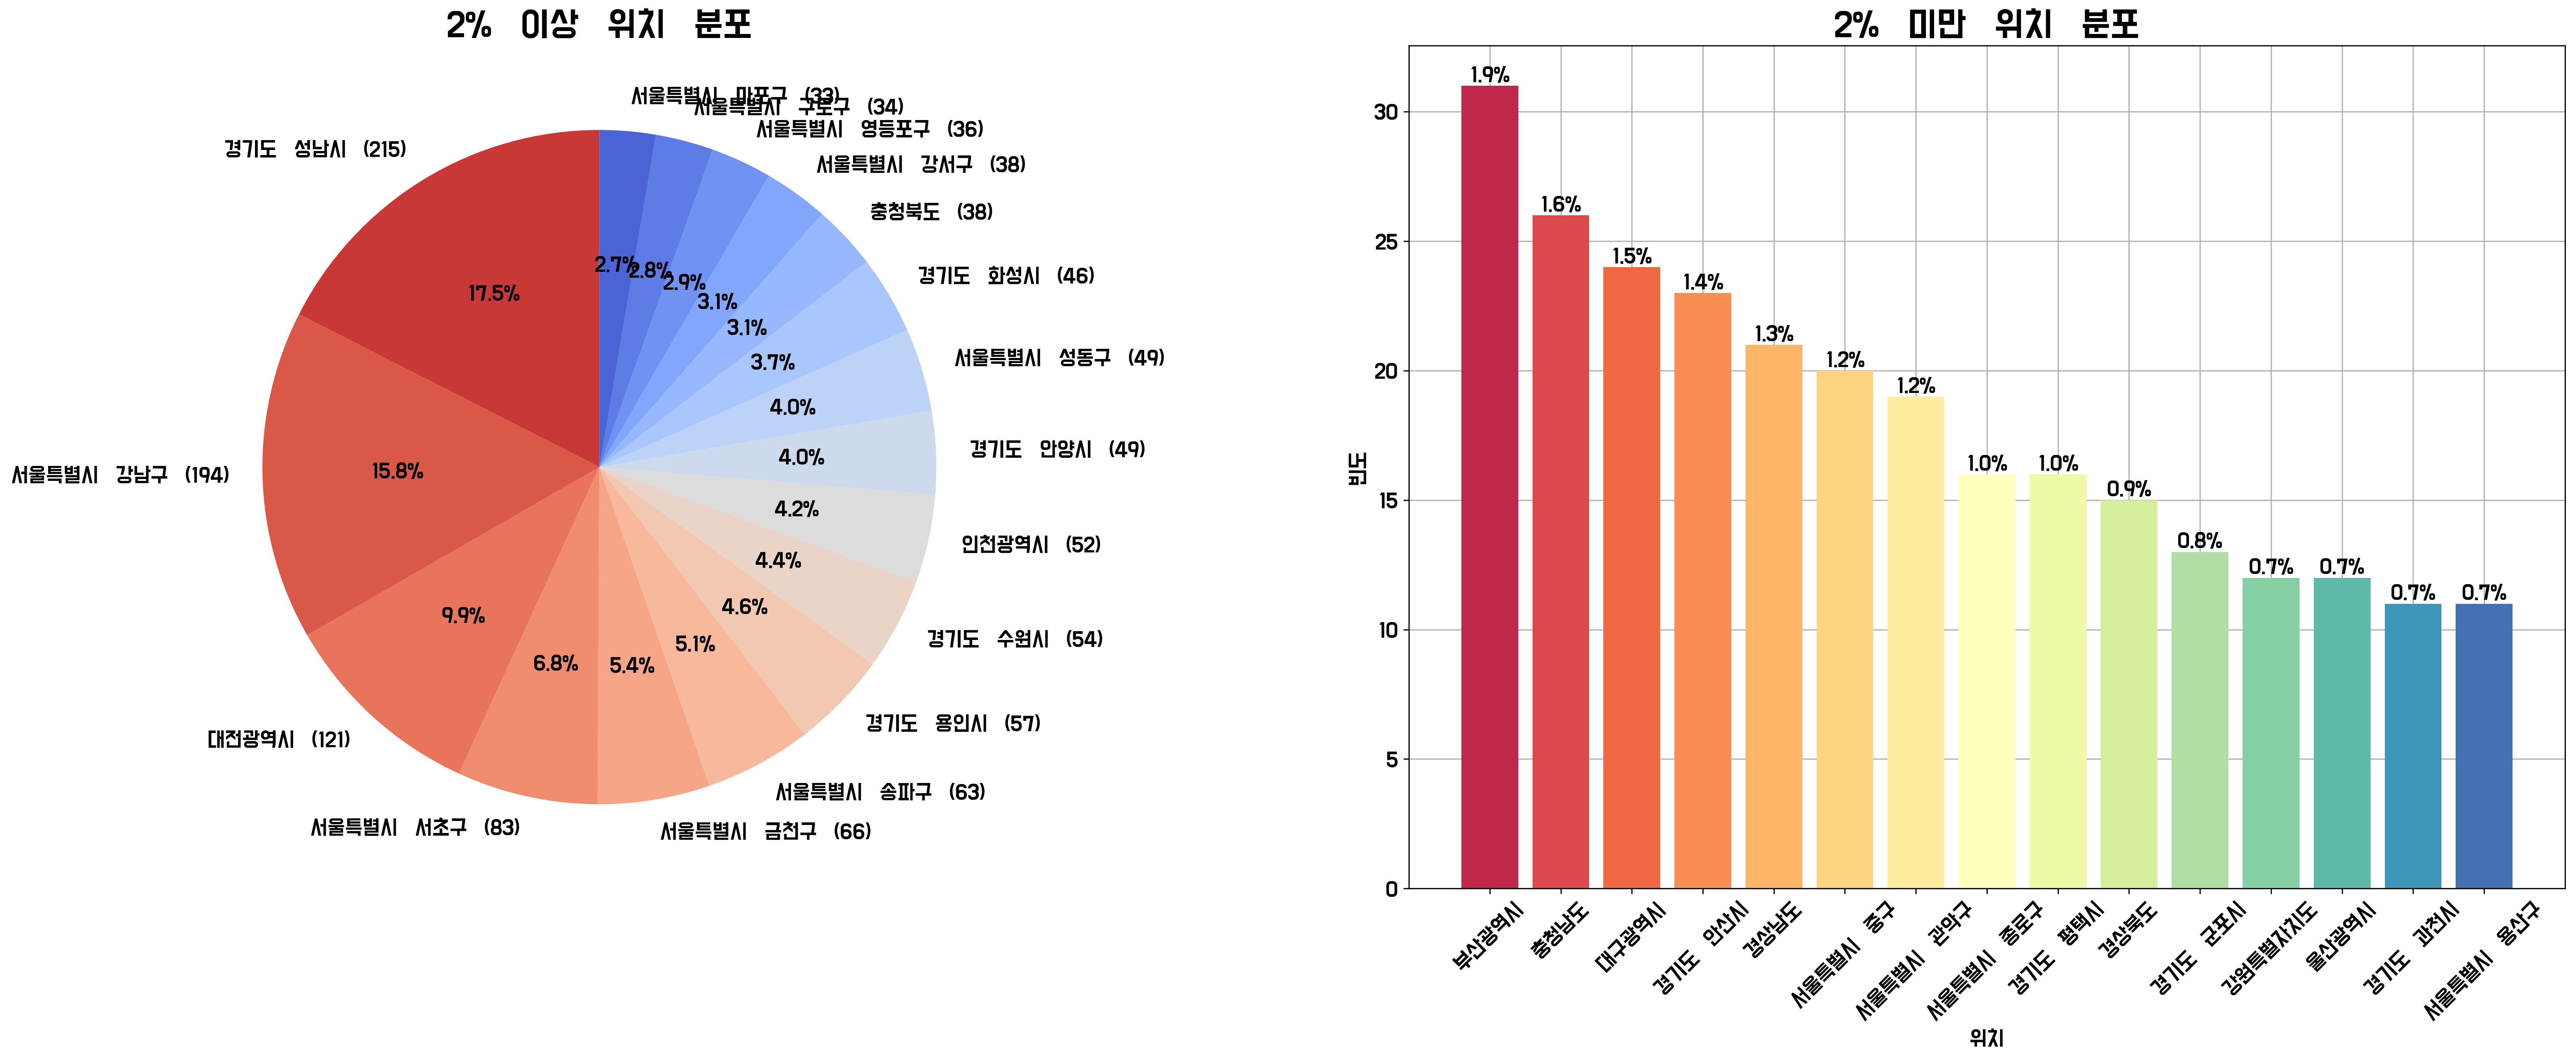 2% 이상 위치 분포
서울특별시 마포구 (33)
서울특별시 구로구 (34)
서울특별시 영등포구 (36)
서울특별시 강서구 (38)
충청북도 (38)
경기도 화성시 (46)
서울특별시 성동구 (49)
경기도 안양시 (49)
인천광역시 (52)
경기도 수원시 (54)
경기도 용인시 (57)
서울특별시 송파구 (63)
서울특별시 금천구 (66)
서울특별시 서초구 (83)
대전광역시 (121)
서울특별시 강남구 (194)
경기도 성남시 (215)
2.7%
2.8%
2.9%
3.1%
3.1%
3.7%
4.0%
4.0%
4.2%
4.4%
4.6%
5.1%
5.4%
6.8%
9.9%
15.8%
17.5%
2% 미만 위치 분포
빈도
30
25
20
15
10
5
0
1.9%
1.6%
1.5%
1.4%
1.3%
1.2%
1.2%
1.0%
1.0%
0.9%
0.8%
0.7%
0.7%
0.7%
0.7%
부산광역시
충청남도
대구광역시
경기도 안산시
경상남도
서울특별시 중구
서울특별시 관악구
서울특별시 종로구
경기도 평택시
경상북도
경기도 군포시
강원특별자치도
울산광역시
경기도 과천시
서울특별시 용산구
위치